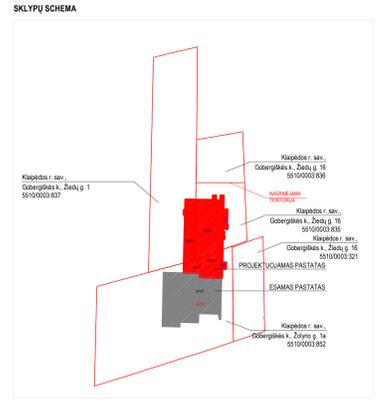 SKLYPŲ SCHEMA
Klaipėdos r. sav.,
Gobergiškės k., Žiedų g. 16
5510/0003:836
Klaipėdos r. sav.,
Gobergiškės k., Žiedų g. 1
5510/0003:837
NAGRINĖJAMA
TERITORIJA
Klaipėdos r. sav.,
Gobergiškės k., Žiedų g. 16
5510/0003:835
Klaipėdos r. sav.,
Gobergiškės k., Žiedų g. 16
5510/0003:321
PROJEKTUOJAMAS PASTATAS
ESAMAS PASTATAS
Klaipėdos r. sav.,
Gobergiškės k., Žolyno g. 1a
5510/0003:852